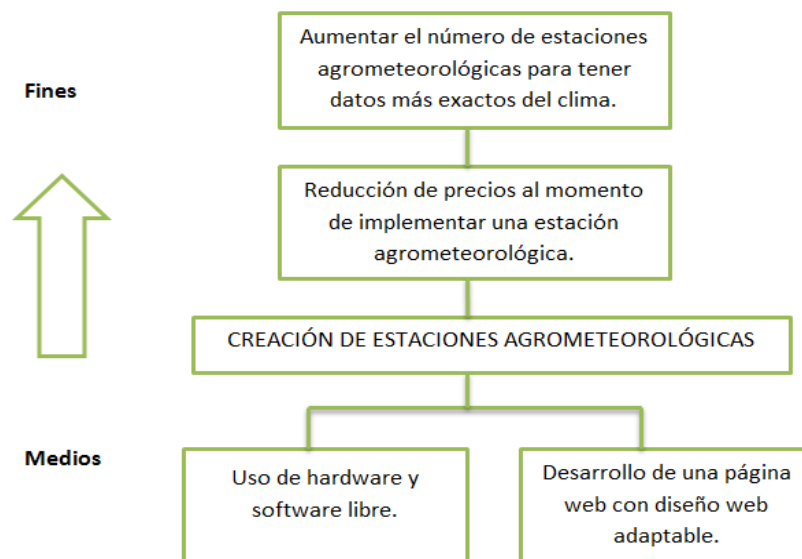 Aumentar el número de estaciones
agrometeorológicas para tener
datos más exactos del clima.
Fines
Reducción de precios al momento
de implementar una estación
agrometeorológica.
CREACIÓN DE ESTACIONES AGROMETEOROLÓGICAS
Medios
Uso de hardware y
software libre.
Desarrollo de una página
web con diseño web
adaptable.